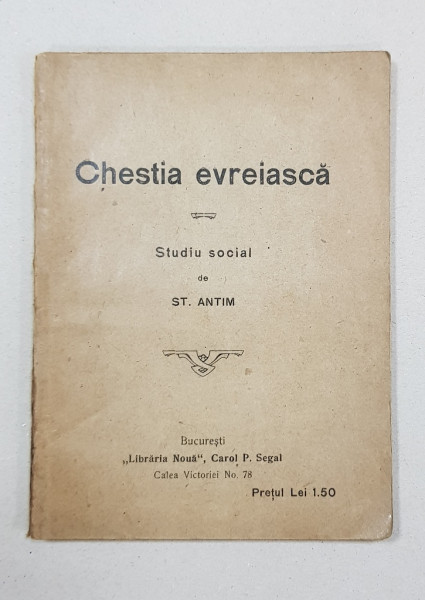 Chestia evreiască
Studiu social
de
ST. ANTIM
București
„Librăria Nouă“, Carol P. Segal
Calea Victoriei No. 78
Prețul Lei 1.50